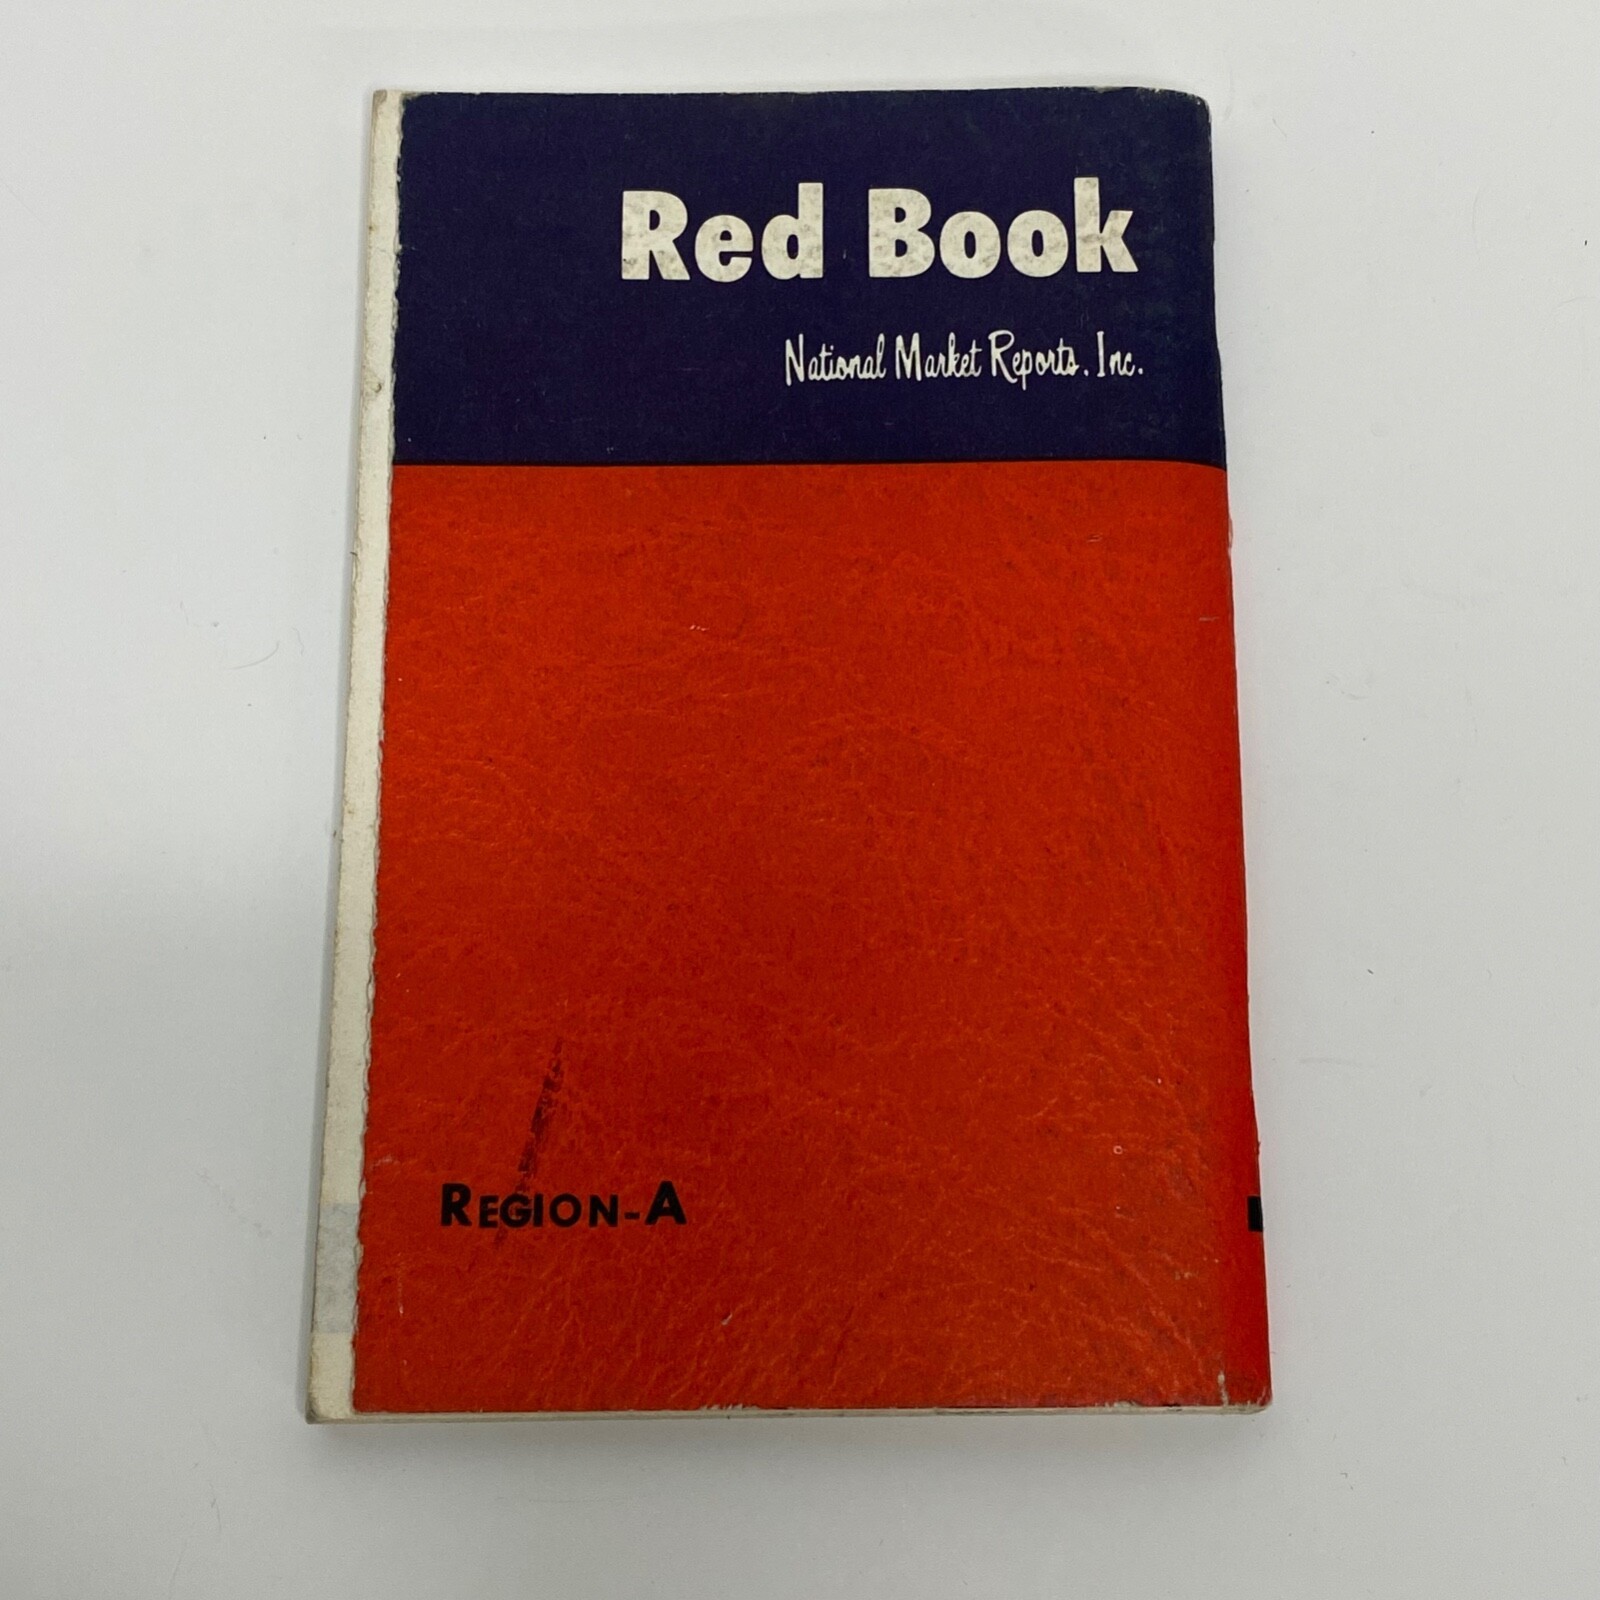 Red Book
National Market Reports, Inc.
REGION-A